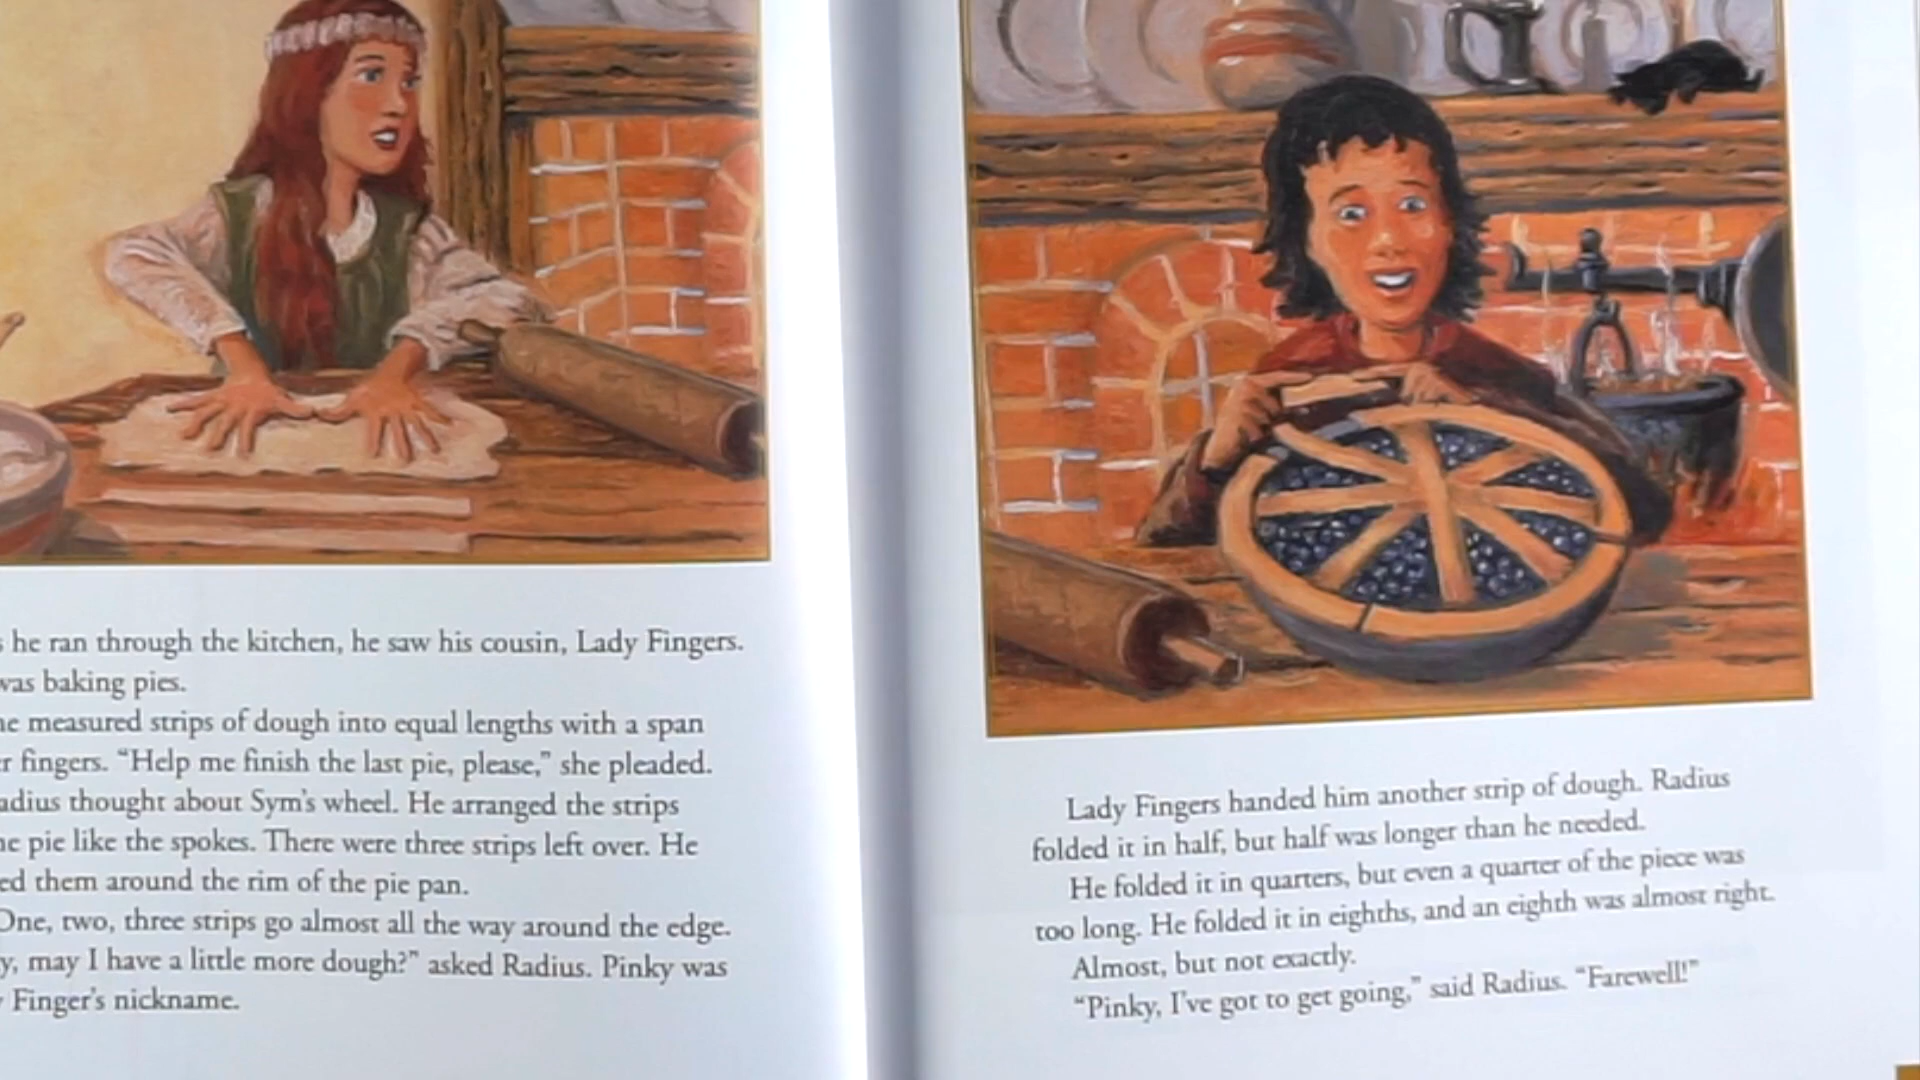 he ran through the kitchen, he saw his cousin, Lady Fingers.
was baking pies.
measured strips of dough into equal lengths with a span
fingers. “Help me finish the last pie, please,” she pleaded.
thought about Sym’s wheel. He arranged the strips
pie like the spokes. There were three strips left over. He
them around the rim of the pie pan.
One, two, three strips go almost all the way around the edge.
may I have a little more dough?” asked Radius. Pinky was
Finger’s nickname.
Lady Fingers handed him another strip of dough. Radius
folded it in half, but half was longer than he needed.
He folded it in quarters, but even a quarter of the piece was
too long. He folded it in eighths, and an eighth was almost right.
Almost, but not exactly.
“Pinky, I’ve got to get going,” said Radius. “Farewell!”